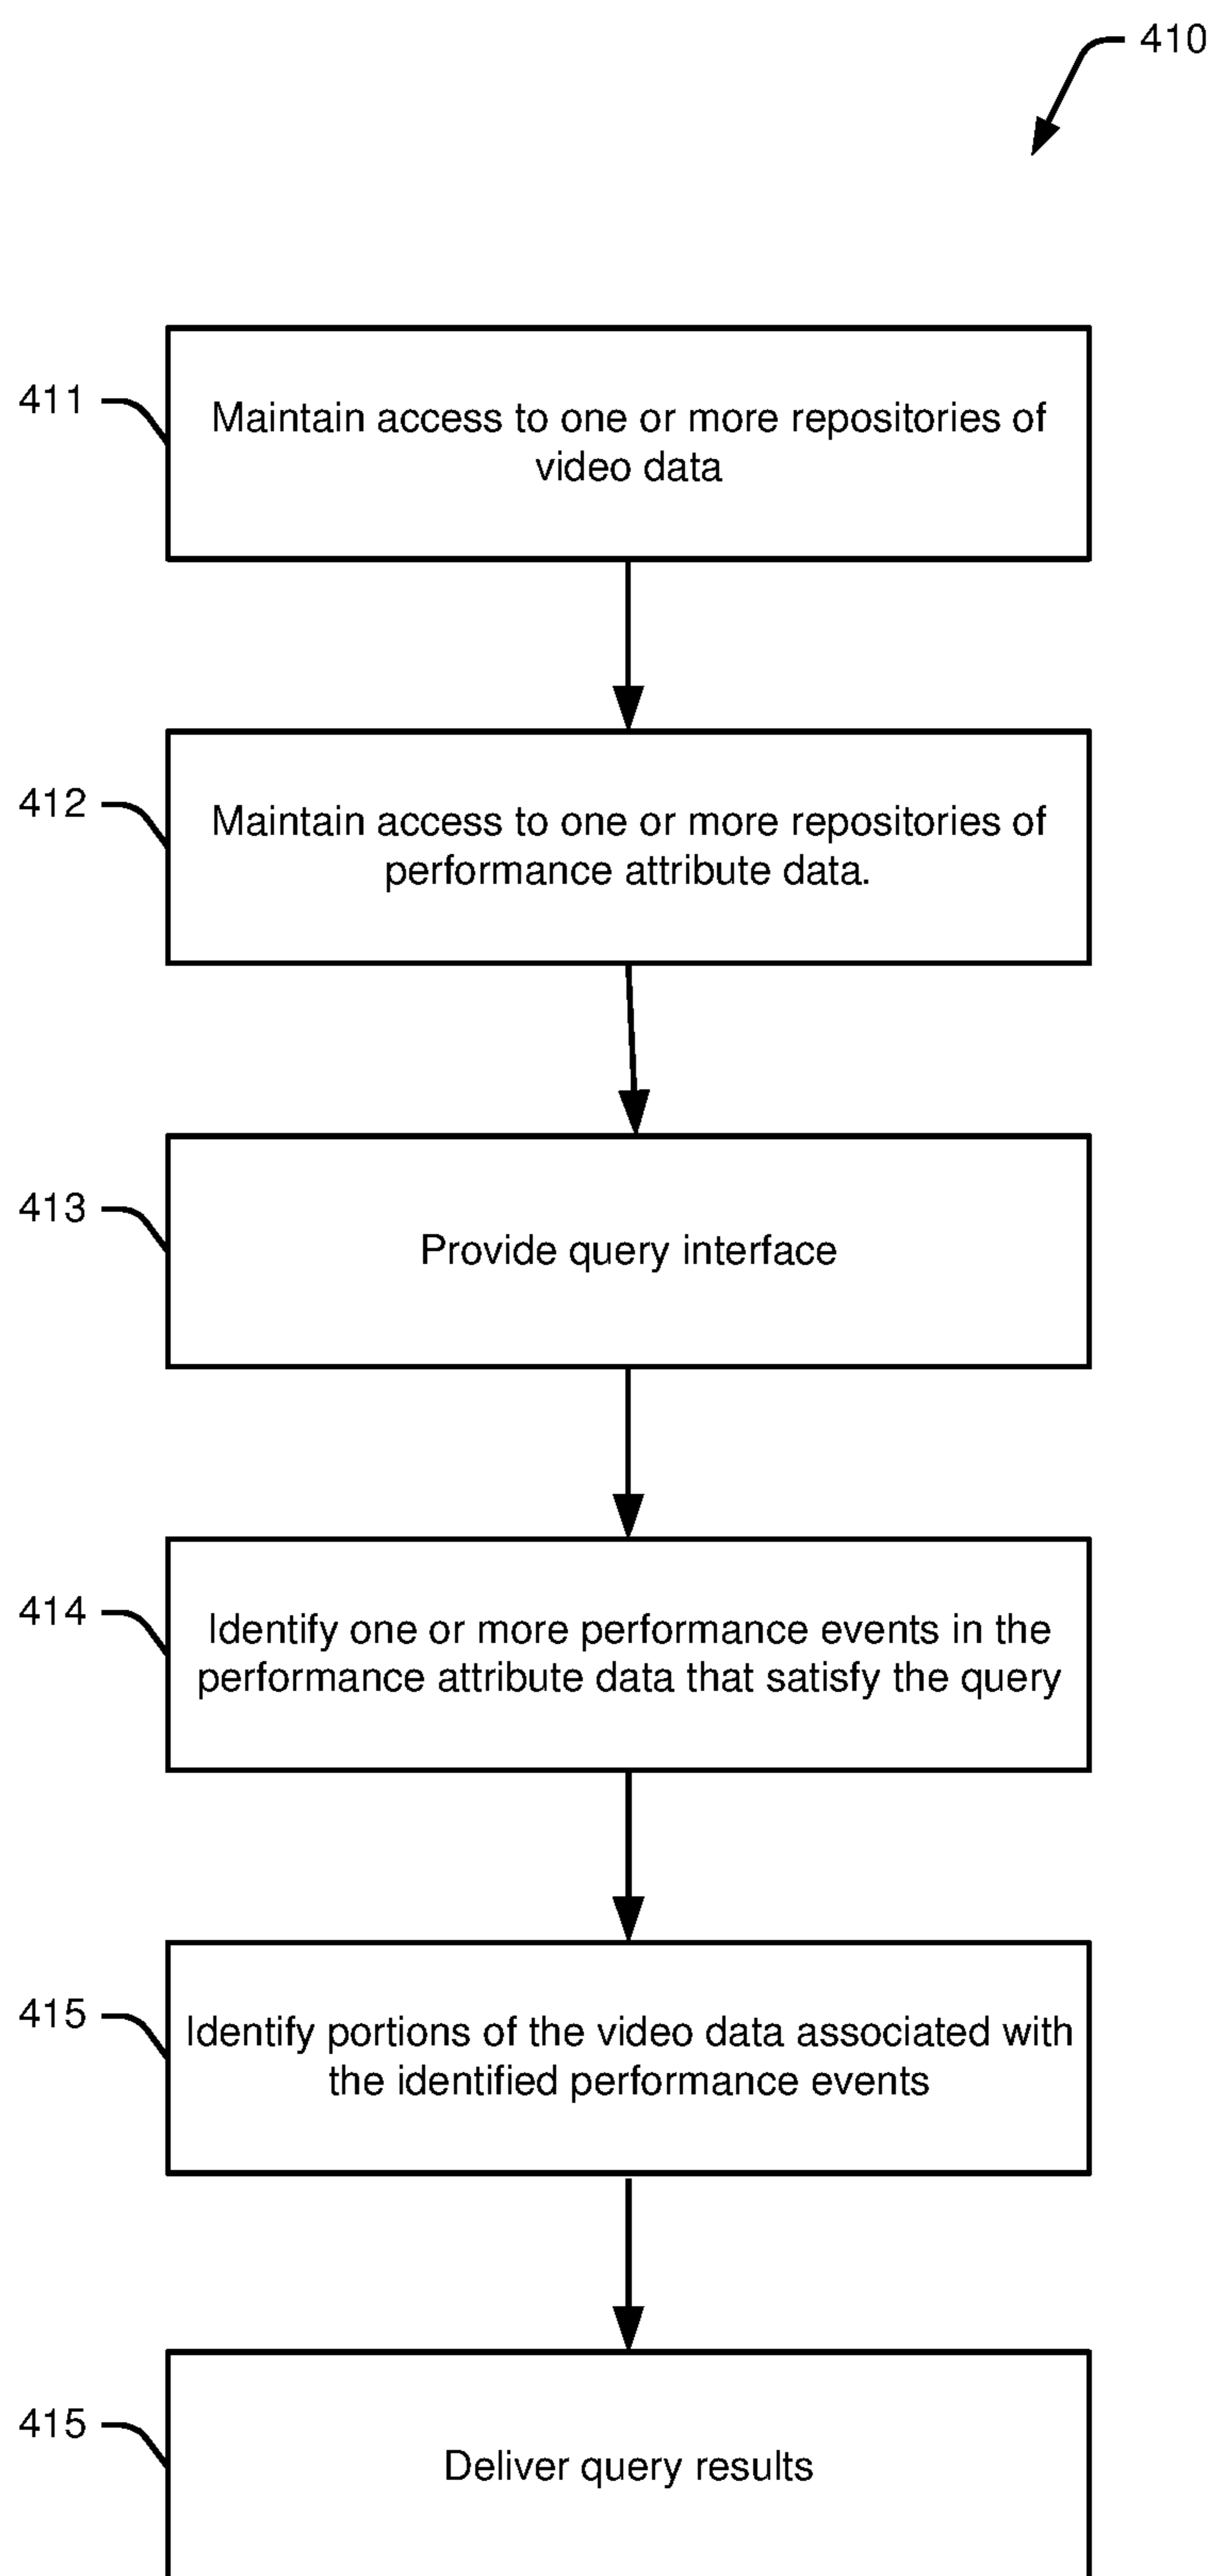 410
411
Maintain access to one or more repositories of
video data
412
Maintain access to one or more repositories of
performance attribute data.
413
Provide query interface
414
Identify one or more performance events in the
performance attribute data that satisfy the query
415
Identify portions of the video data associated with
the identified performance events
415
Deliver query results